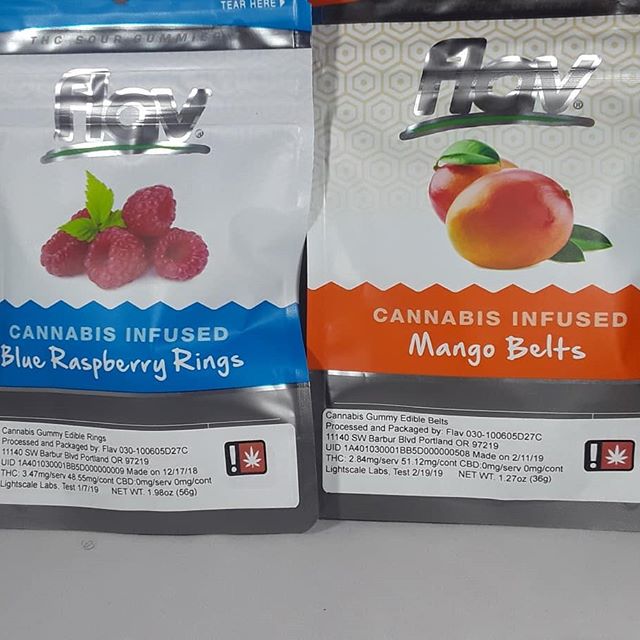 TEAR HERE
THC SOUR GUMMIES
flav®
CANNABIS INFUSED
Blue Raspberry Rings
Cannabis Gummy Edible Rings
Processed and Packaged by: Flav 030-100605D27C
11140 SW Barbur Blvd Portland OR 97219
UID 1A401030001BB5D000000009 Made on 12/17/18
THC: 3.47mg/serv 48.55mg/cont CBD 0mg/serv 0mg/cont
Lightscale Labs, Test 1/7/19 NET WT. 1.98oz (56g)
!
flav®
CANNABIS INFUSED
Mango Belts
Cannabis Gummy Edible Belts
Processed and Packaged by: Flav 030-100605D27C
11140 SW Barbur Blvd Portland OR 97219
UID 1A401030001BB5D000000508 Made on 2/11/19
THC: 2.84mg/serv 51.12mg/cont CBD 0mg/serv 0mg/cont
Lightscale Labs, Test 2/19/19 NET WT. 1.27oz (36g)
!